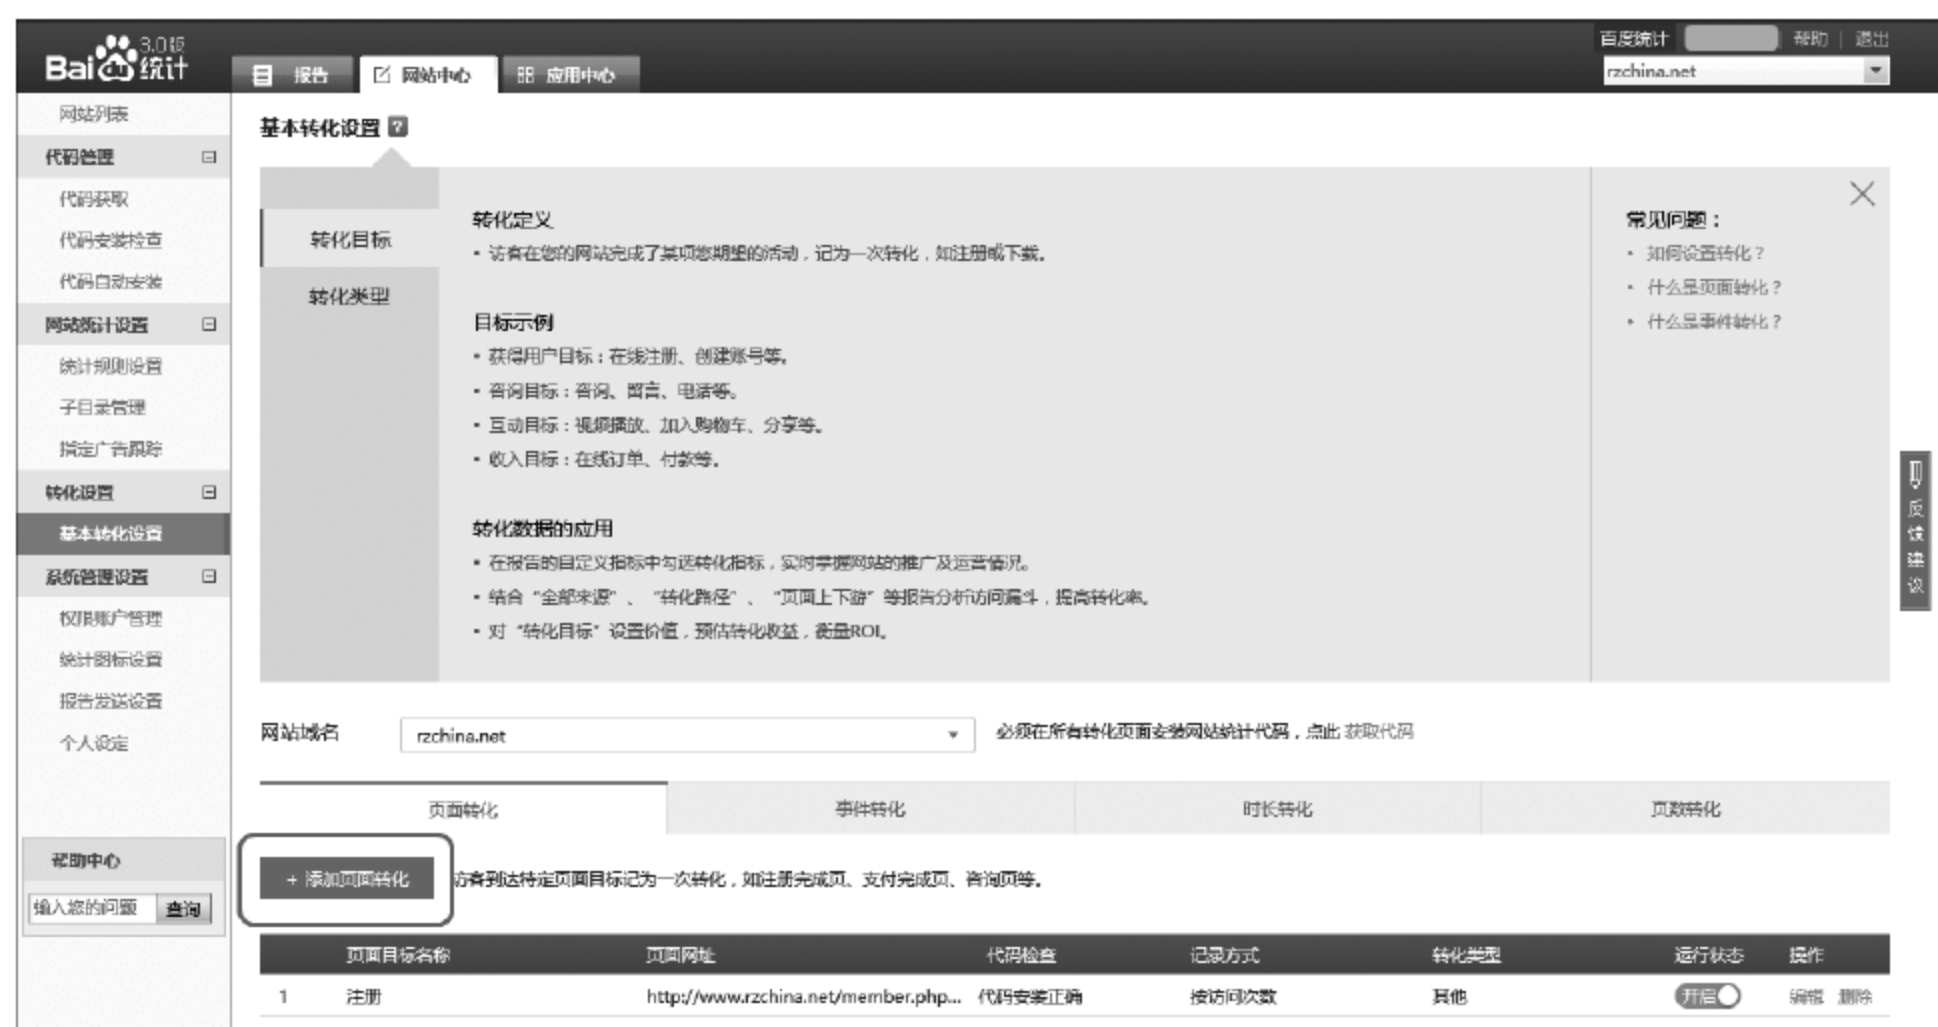 Bai du 统计 3.0版
报告 网站中心 应用中心
百度统计 帮助 | 退出
rzchina.net
网站列表
代码管理
代码获取
代码安装检查
代码自动安装
网站统计设置
统计规则设置
子目录管理
指定广告跟踪
转化设置
基本转化设置
系统管理设置
权限账户管理
统计图标设置
报告发送设置
个人设定
帮助中心
输入您的问题 查询
基本转化设置 ?
转化目标
转化类型
转化定义
• 访客在您的网站完成了某项您期望的活动，记为一次转化，如注册或下载。
目标示例
• 获得用户目标：在线注册、创建账号等。
• 咨询目标：咨询、留言、电话等。
• 互动目标：视频播放、加入购物车、分享等。
• 收入目标：在线订单、付款等。
转化数据的应用
• 在报告的自定义指标中勾选转化指标，实时掌握网站的推广及运营情况。
• 结合“全部来源”、“转化路径”、“页面上下游”等报告分析访问漏斗，提高转化率。
• 对“转化目标”设置价值，预估转化收益，衡量ROI。
常见问题：
• 如何设置转化？
• 什么是页面转化？
• 什么是事件转化？
反馈建议
网站域名 rzchina.net 必须在所有转化页面安装网站统计代码，点此 获取代码
页面转化 事件转化 时长转化 页数转化
+ 添加页面转化 访客到达特定页面目标记为一次转化，如注册完成页、支付完成页、咨询页等。
页面目标名称 页面网址 代码检查 记录方式 转化类型 运行状态 操作
1 注册 http://www.rzchina.net/member.php... 代码安装正确 按访问次数 其他 开启 编辑 删除